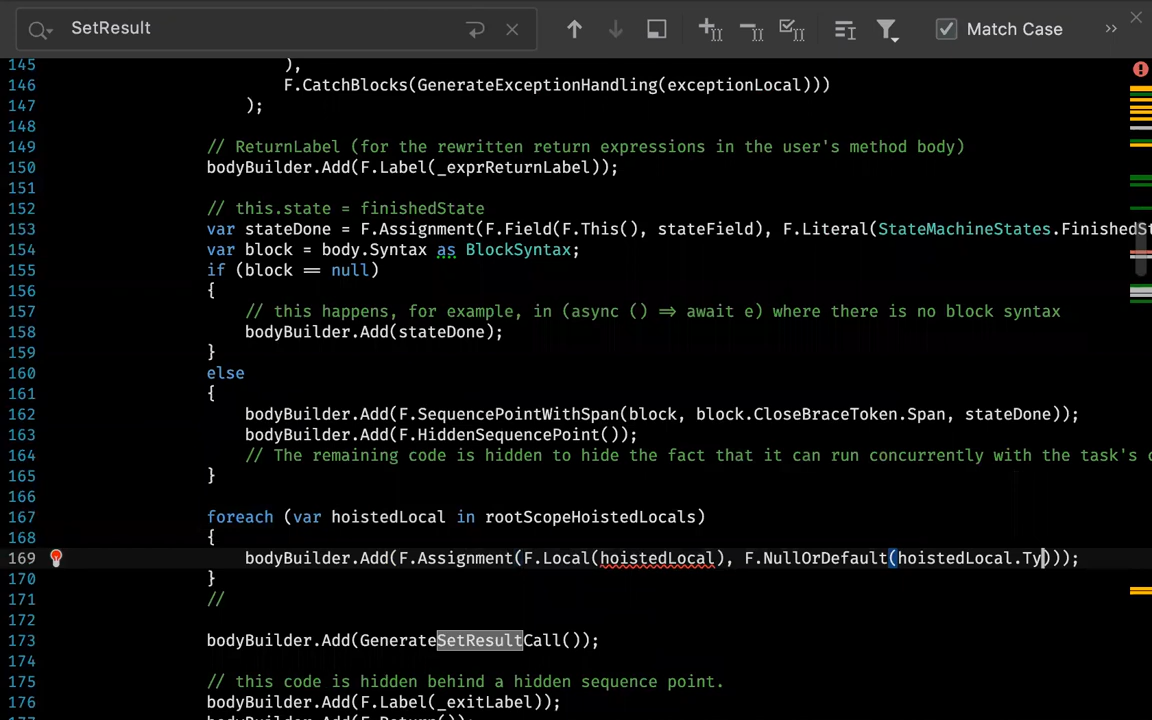 SetResult
Match Case
145 ),
146 F.CatchBlocks(GenerateExceptionHandling(exceptionLocal)))
147 );
148
149 // ReturnLabel (for the rewritten return expressions in the user's method body)
150 bodyBuilder.Add(F.Label(_exprReturnLabel));
151
152 // this.state = finishedState
153 var stateDone = F.Assignment(F.Field(F.This(), stateField), F.Literal(StateMachineStates.FinishedSt
154 var block = body.Syntax as BlockSyntax;
155 if (block == null)
156 {
157 // this happens, for example, in (async () => await e) where there is no block syntax
158 bodyBuilder.Add(stateDone);
159 }
160 else
161 {
162 bodyBuilder.Add(F.SequencePointWithSpan(block, block.CloseBraceToken.Span, stateDone));
163 bodyBuilder.Add(F.HiddenSequencePoint());
164 // The remaining code is hidden to hide the fact that it can run concurrently with the task's c
165 }
166
167 foreach (var hoistedLocal in rootScopeHoistedLocals)
168 {
169 bodyBuilder.Add(F.Assignment(F.Local(hoistedLocal), F.NullOrDefault(hoistedLocal.Ty)));
170 }
171 //
172
173 bodyBuilder.Add(GenerateSetResultCall());
174
175 // this code is hidden behind a hidden sequence point.
176 bodyBuilder.Add(F.Label(_exitLabel));
bodyBuilder.Add(F.Return());